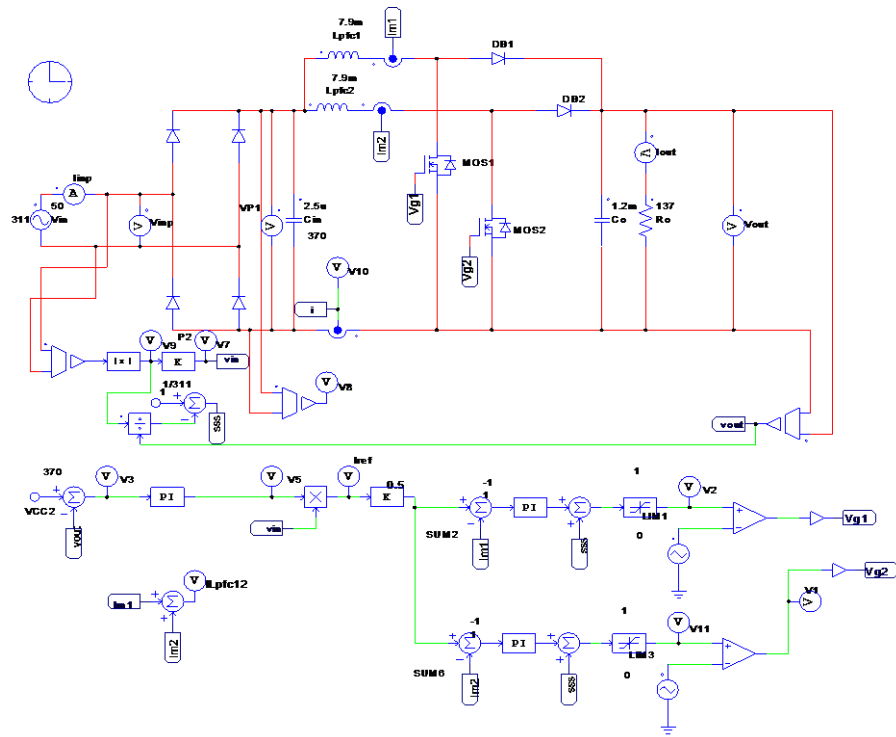 7.9m
Lpfc1
Im1
DB1
7.9m
Lpfc2
Im2
DB2
MOS1
Vg1
MOS2
Vg2
Iinp
A
50
311
Vin
V
Vinp
VP1
V
2.5u
Cin
370
V
V10
i
A
Iout
1.2m
Co
137
Ro
V
Vout
P2
V
V9
V
V7
|x|
K
vin
1/311
1
sss
V
V8
vout
370
VCC2
vout
V
V3
PI
V
V5
vin
V
Iref
K
0.5
-1
1
SUM2
Im1
PI
sss
1
LIM1
0
V
V2
Vg1
Vg2
V1
V
Im1
Im2
V
ILpfc12
-1
1
SUM6
Im2
PI
sss
1
LIM3
0
V
V11